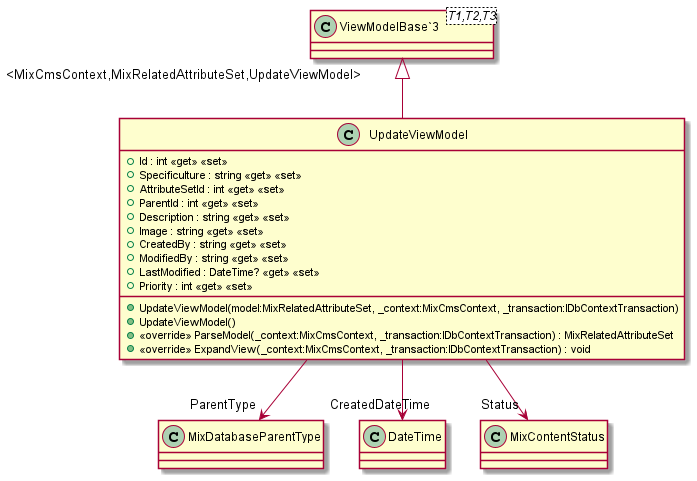 C ViewModelBase`3 T1,T2,T3
<MixCmsContext,MixRelatedAttributeSet,UpdateViewModel>
C UpdateViewModel
Id : int «get» «set»
Specificulture : string «get» «set»
AttributeSetId : int «get» «set»
ParentId : int «get» «set»
Description : string «get» «set»
Image : string «get» «set»
CreatedBy : string «get» «set»
ModifiedBy : string «get» «set»
LastModified : DateTime? «get» «set»
Priority : int «get» «set»
UpdateViewModel(model:MixRelatedAttributeSet, _context:MixCmsContext, _transaction:IDbContextTransaction)
UpdateViewModel()
«override» ParseModel(_context:MixCmsContext, _transaction:IDbContextTransaction) : MixRelatedAttributeSet
«override» ExpandView(_context:MixCmsContext, _transaction:IDbContextTransaction) : void
ParentType CreatedDateTime Status
C MixDatabaseParentType C DateTime C MixContentStatus